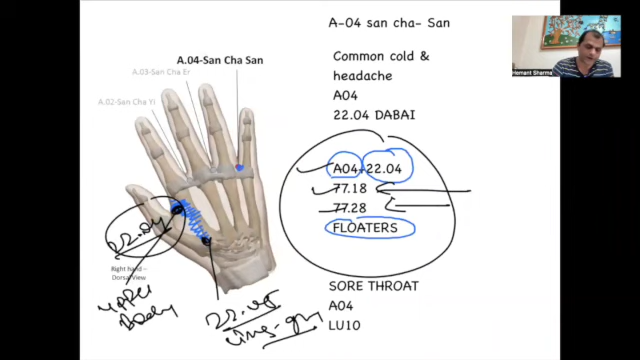 A-04 san cha- San
A.04-San Cha San
Common cold &
headache
A04
22.04 DABAI
A.03-San Cha Er
A.02-San Cha Yi
A04+22.04
77.18
77.28
FLOATERS
22.04
Right Hand –
Dorsal View
upper
Body
22.05
SORE THROAT
A04
LU10
Hemant Sharma